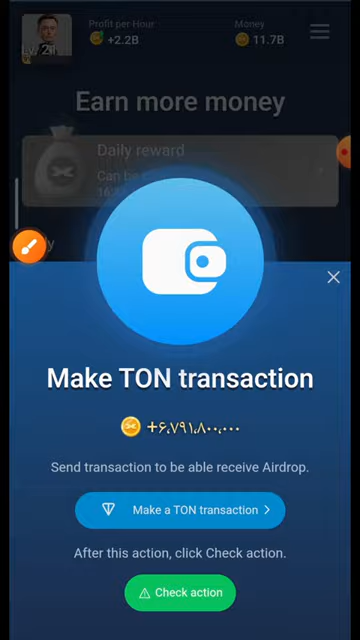 Profit per Hour
Money
+2.2B
11.7B
Earn more money
Daily reward
Make TON transaction
+۶٬۷۹۱٬۸۰۰٬۰۰۰
Send transaction to be able receive Airdrop.
Make a TON transaction >
After this action, click Check action.
Check action